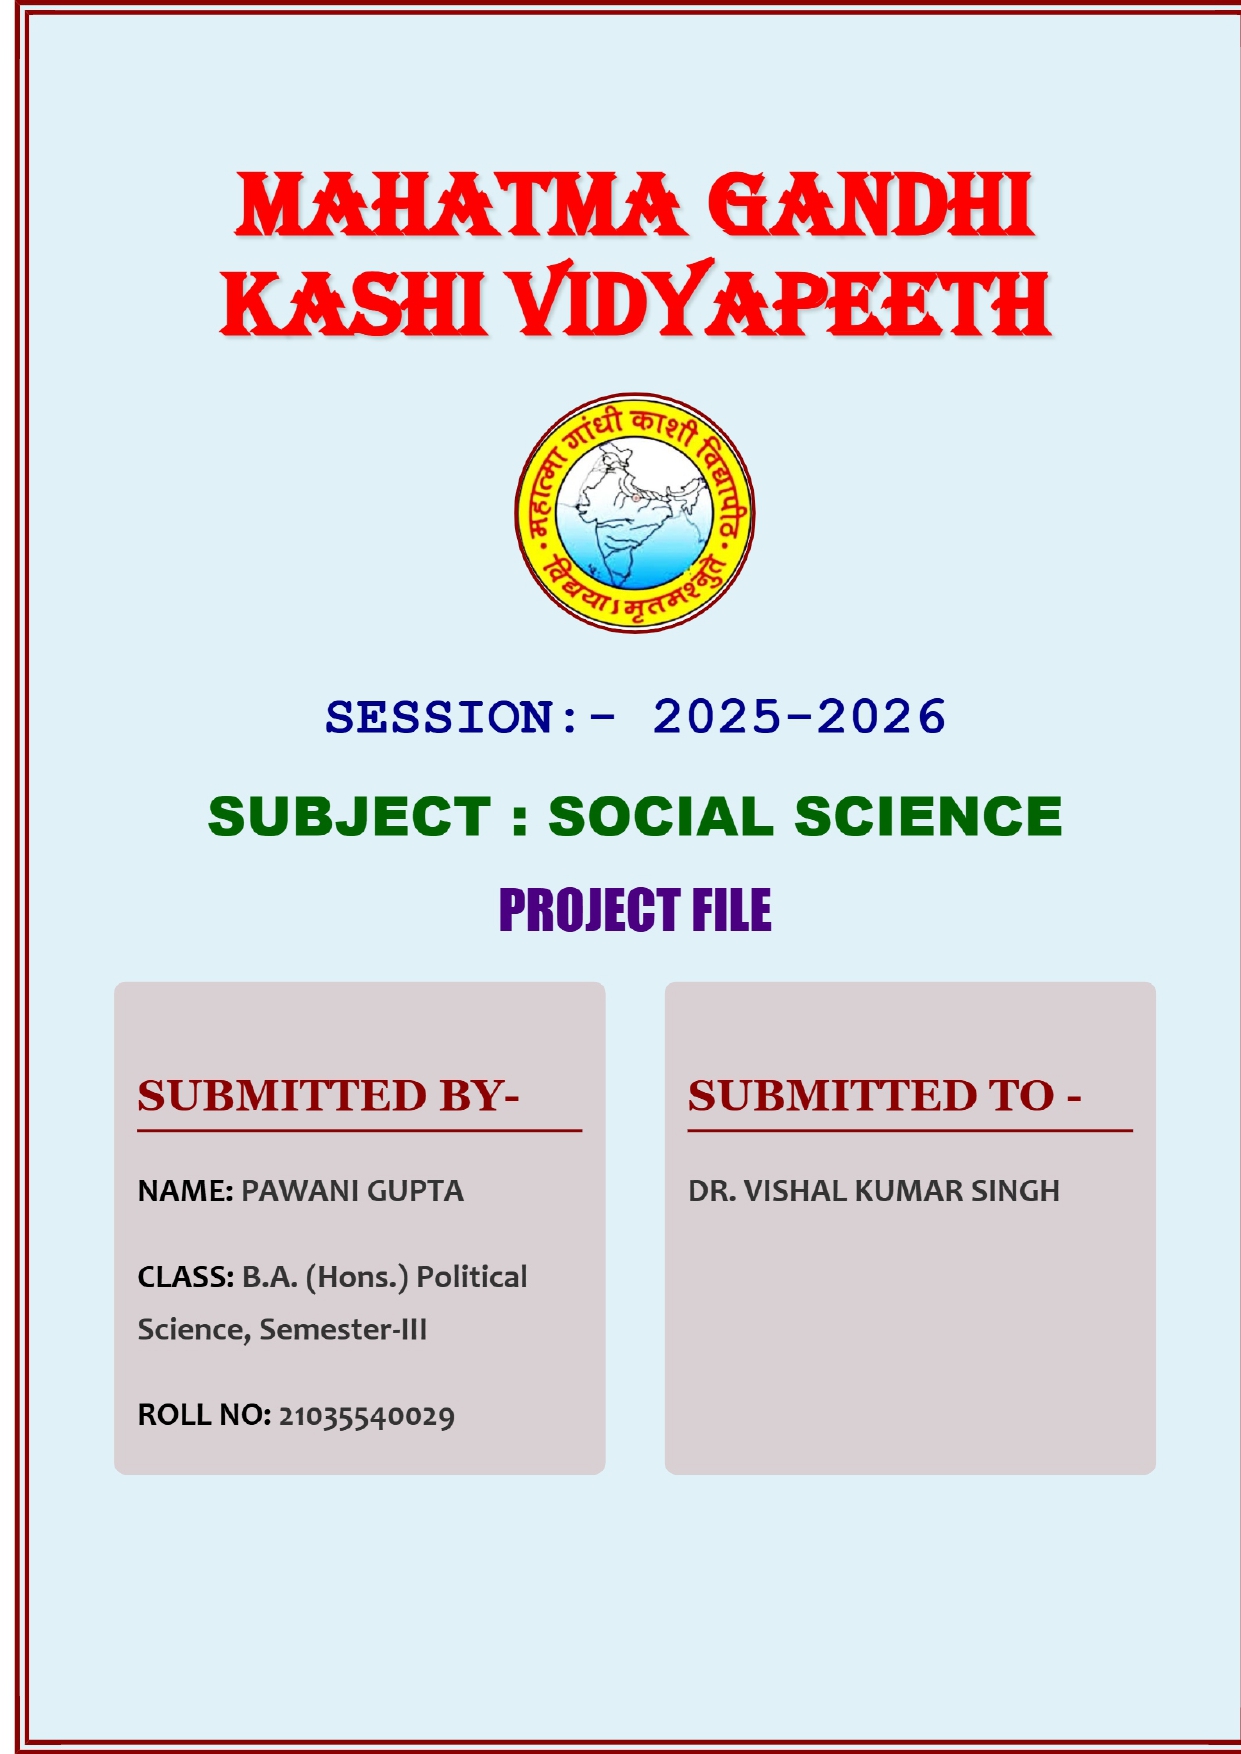 MAHATMA GANDHI
KASHI VIDYAPEETH
महात्मा गांधी काशी विद्यापीठ
विद्ययाऽमृतमश्नुते
SESSION:- 2025-2026
SUBJECT : SOCIAL SCIENCE
PROJECT FILE
SUBMITTED BY-
NAME: PAWANI GUPTA
CLASS: B.A. (Hons.) Political
Science, Semester-III
ROLL NO: 21035540029
SUBMITTED TO -
DR. VISHAL KUMAR SINGH